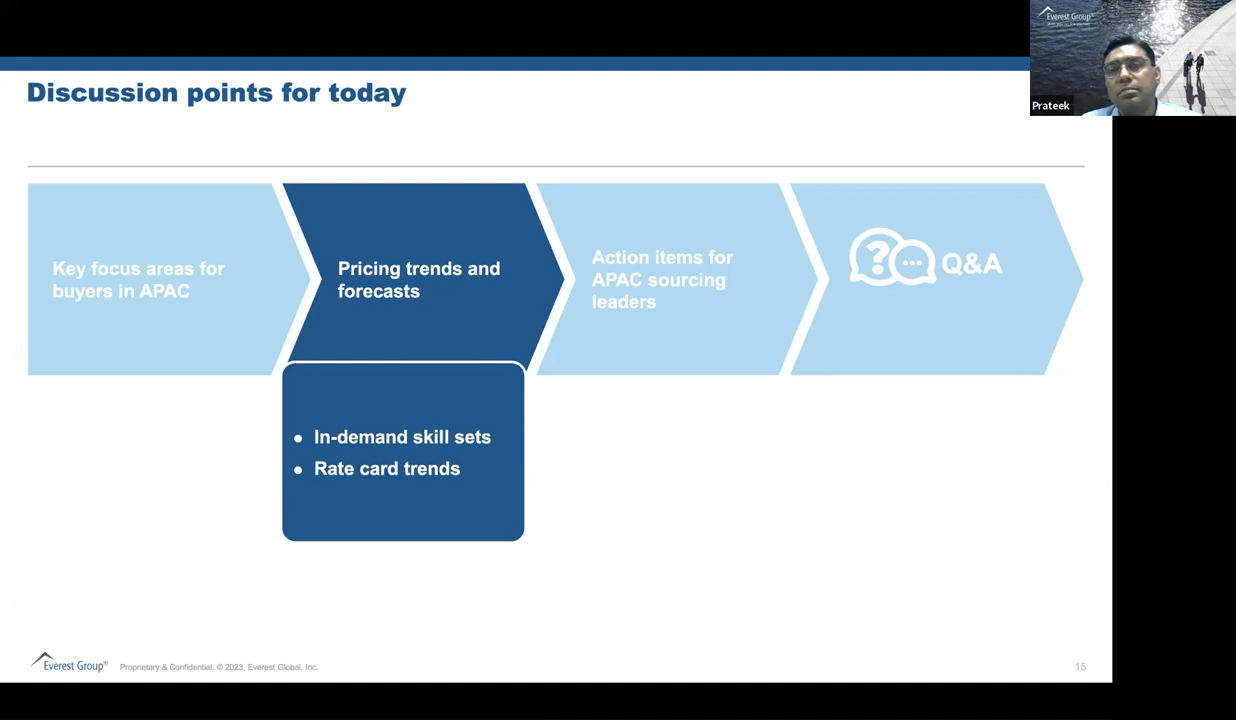 Everest Group®
Prateek
Discussion points for today
Key focus areas for
buyers in APAC
Pricing trends and
forecasts
Action items for
APAC sourcing
leaders
Q&A
● In-demand skill sets
● Rate card trends
Everest Group®
Proprietary & Confidential. © 2023, Everest Global, Inc.
15